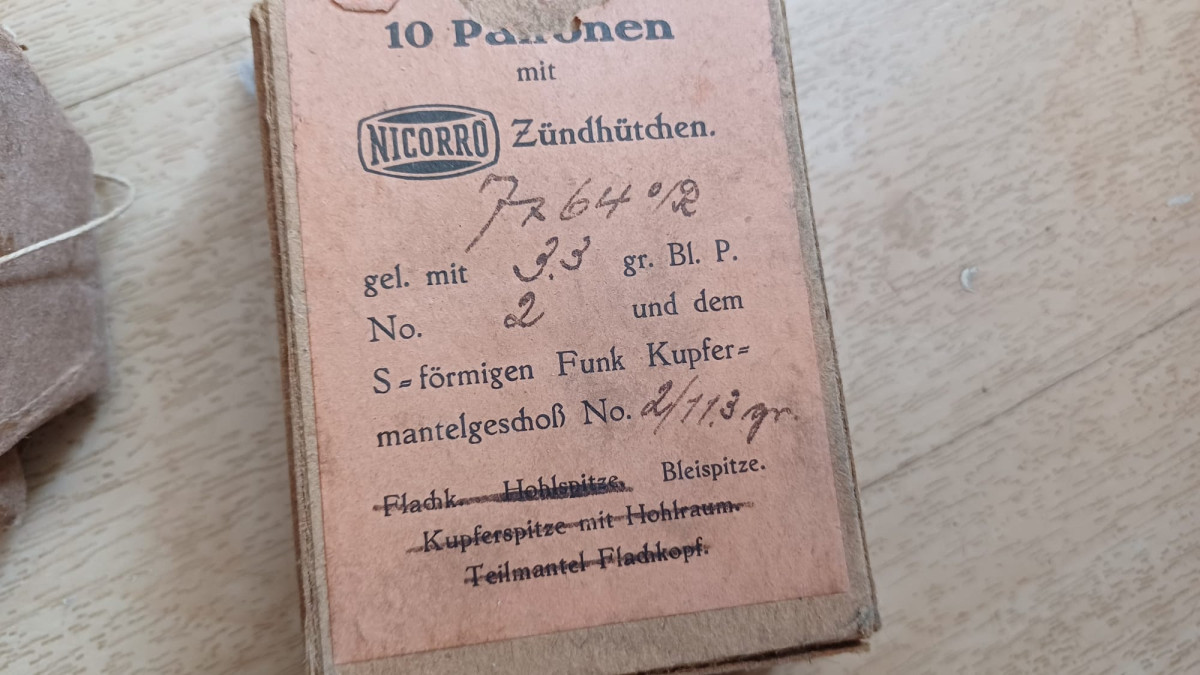 10 Patronen
mit
NICORRO Zündhütchen.
7x64 %R
gel. mit 3.3 gr. Bl. P.
No. 2 und dem
S=förmigen Funk Kupfer=
mantelgeschoß No. 2/11,3 gr.
Flachk. Hohlspitze, Bleispitze.
Kupferspitze mit Hohlraum.
Teilmantel Flachkopf.